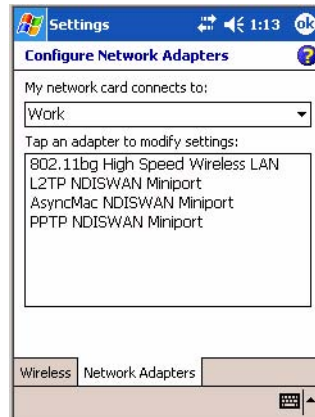 Settings 1:13 ok
Configure Network Adapters ?
My network card connects to:
Work
Tap an adapter to modify settings:
802.11bg High Speed Wireless LAN
L2TP NDISWAN Miniport
AsyncMac NDISWAN Miniport
PPTP NDISWAN Miniport
Wireless Network Adapters